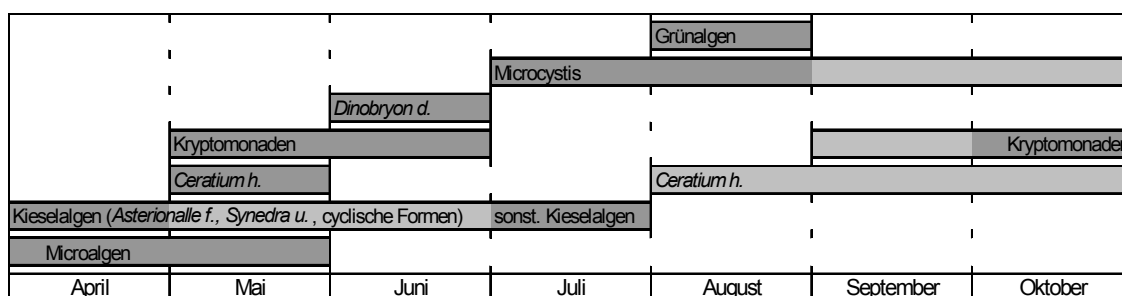 Grünalgen
Microcystis
Dinobryon d.
Kryptomonaden Kryptomonaden
Ceratium h. Ceratium h.
Kieselalgen (Asterionalle f., Synedra u. , cyclische Formen) sonst. Kieselalgen
Microalgen
April Mai Juni Juli August September Oktober